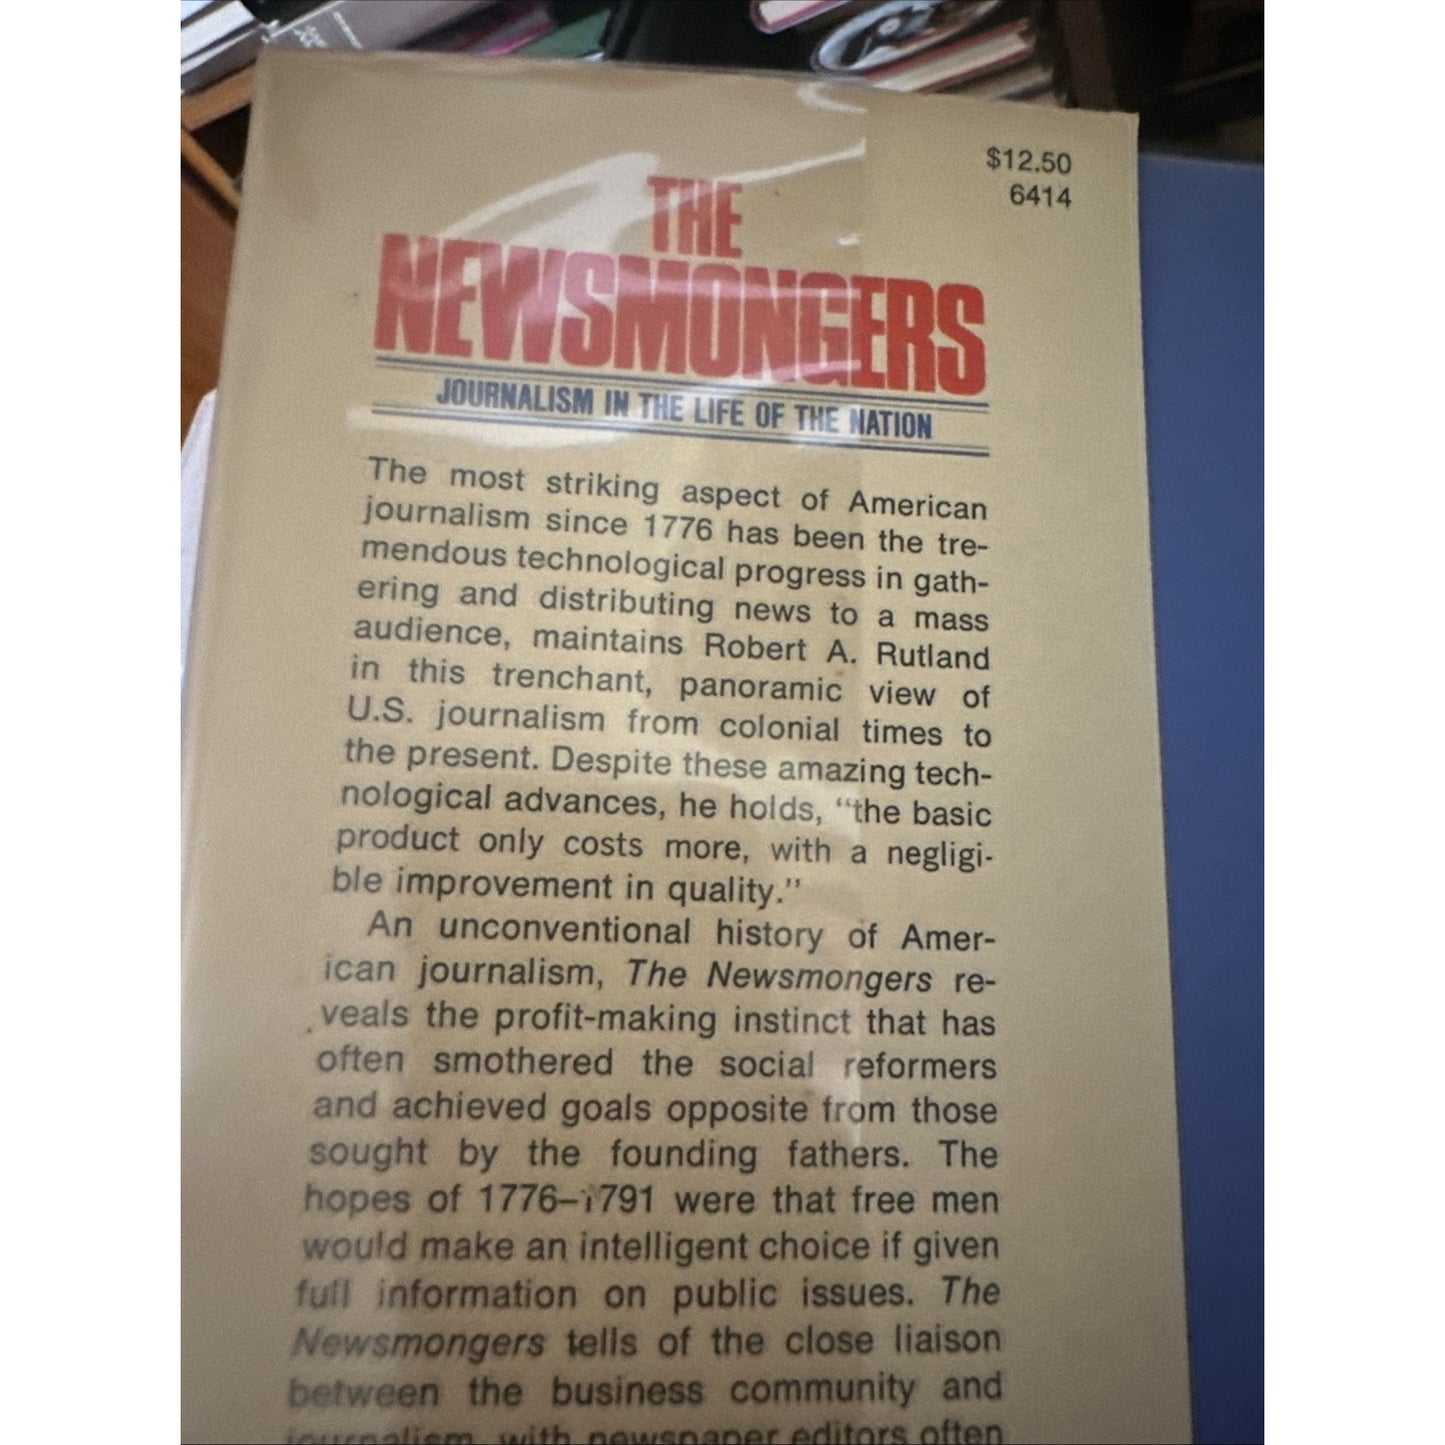 $12.50
6414
THE
NEWSMONGERS
JOURNALISM IN THE LIFE OF THE NATION
The most striking aspect of American
journalism since 1776 has been the tre-
mendous technological progress in gath-
ering and distributing news to a mass
audience, maintains Robert A. Rutland
in this trenchant, panoramic view of
U.S. journalism from colonial times to
the present. Despite these amazing tech-
nological advances, he holds, "the basic
product only costs more, with a negligi-
ble improvement in quality."
An unconventional history of Amer-
ican journalism, The Newsmongers re-
veals the profit-making instinct that has
often smothered the social reformers
and achieved goals opposite from those
sought by the founding fathers. The
hopes of 1776–1791 were that free men
would make an intelligent choice if given
full information on public issues. The
Newsmongers tells of the close liaison
between the business community and
journalism, with newspaper editors often